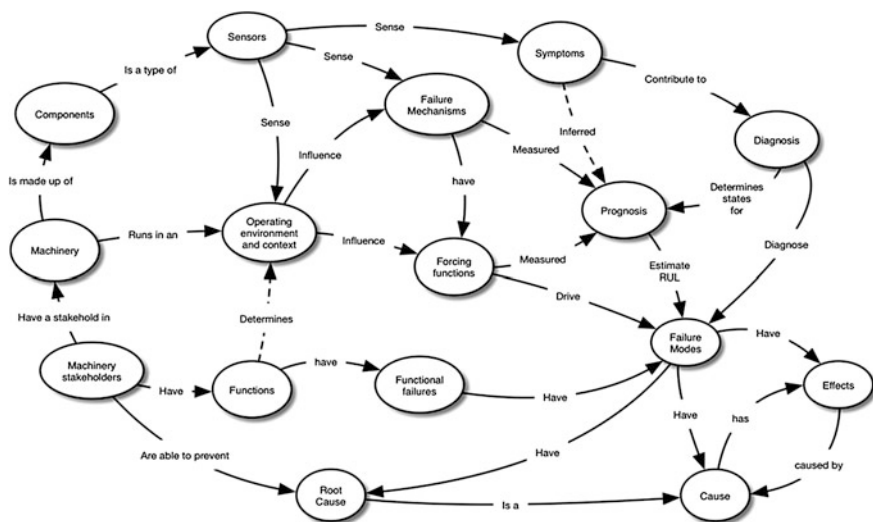 Sensors
Sense
Symptoms
Is a type of
Sense
Contribute to
Components
Failure
Mechanisms
Sense
Inferred
Diagnosis
Influence
Measured
Is made up of
have
Determines
states
for
Prognosis
Machinery
Runs in an
Operating
environment
and context
Influence
Forcing
functions
Measured
Estimate
RUL
Diagnose
Drive
Have a stakehold in
Determines
Failure
Modes
Have
Machinery
stakeholders
Have
Functions
have
Functional
failures
Have
Effects
Have
has
Are able to prevent
Have
caused by
Root
Cause
Is a
Cause